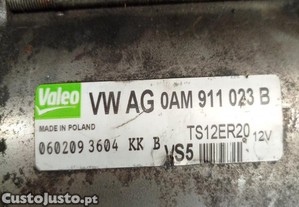 Valeo
VW AG 0AM 911 023 B
MADE IN POLAND
TS12ER20 12V
060209 3604 KK B
VS5
CustoJusto.pt